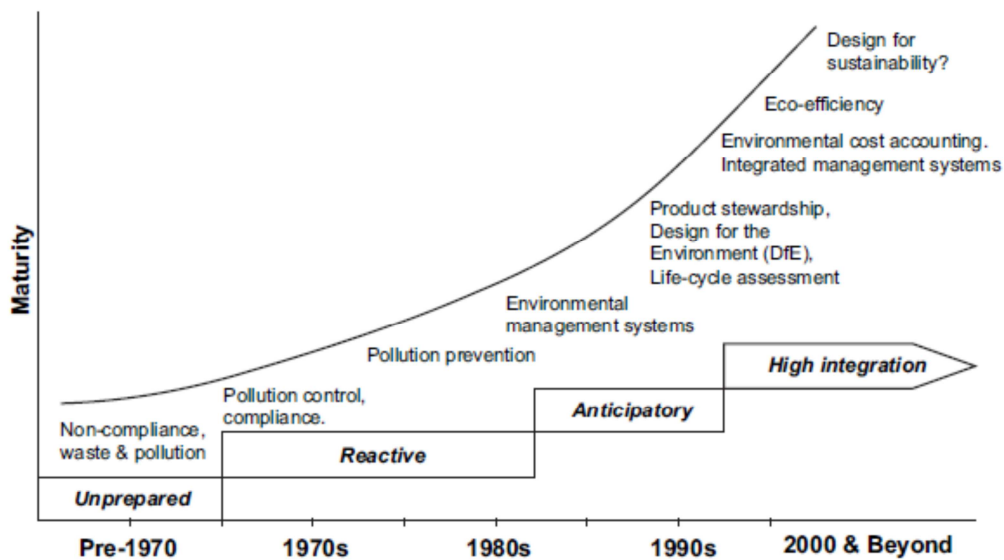 Design for
sustainability?
Eco-efficiency
Environmental cost accounting.
Integrated management systems
Product stewardship,
Design for the
Environment (DfE),
Life-cycle assessment
Environmental
management systems
Pollution prevention
Pollution control,
compliance.
Non-compliance,
waste & pollution
Maturity
High integration
Anticipatory
Reactive
Unprepared
Pre-1970 1970s 1980s 1990s 2000 & Beyond